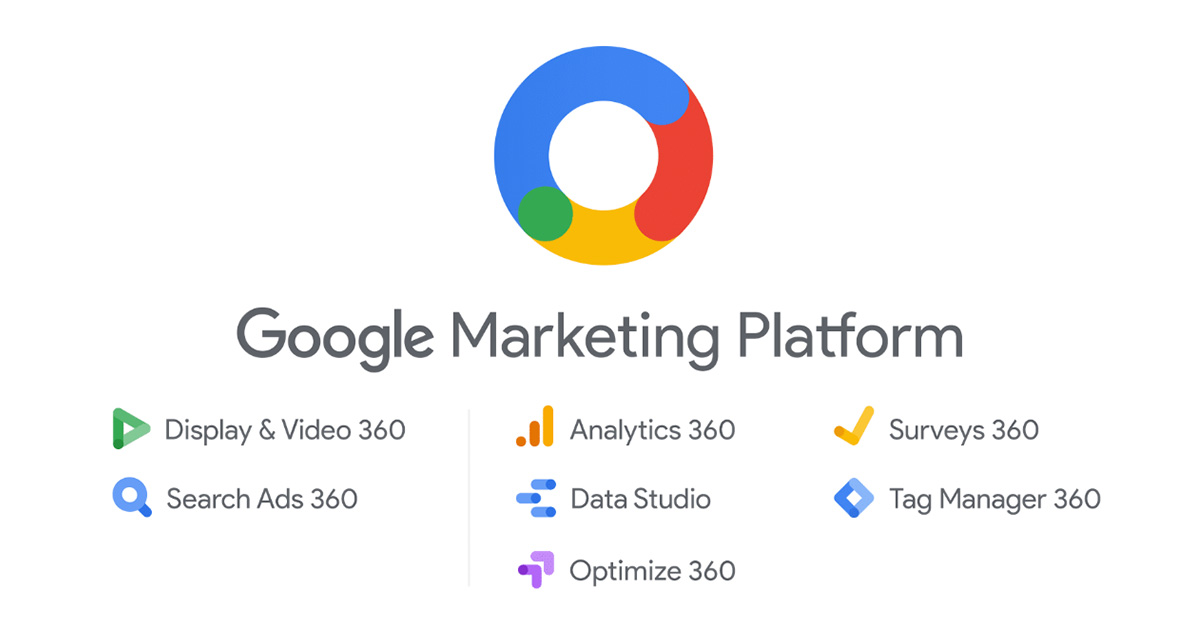 Google Marketing Platform
Display & Video 360
Search Ads 360
Analytics 360
Data Studio
Optimize 360
Surveys 360
Tag Manager 360